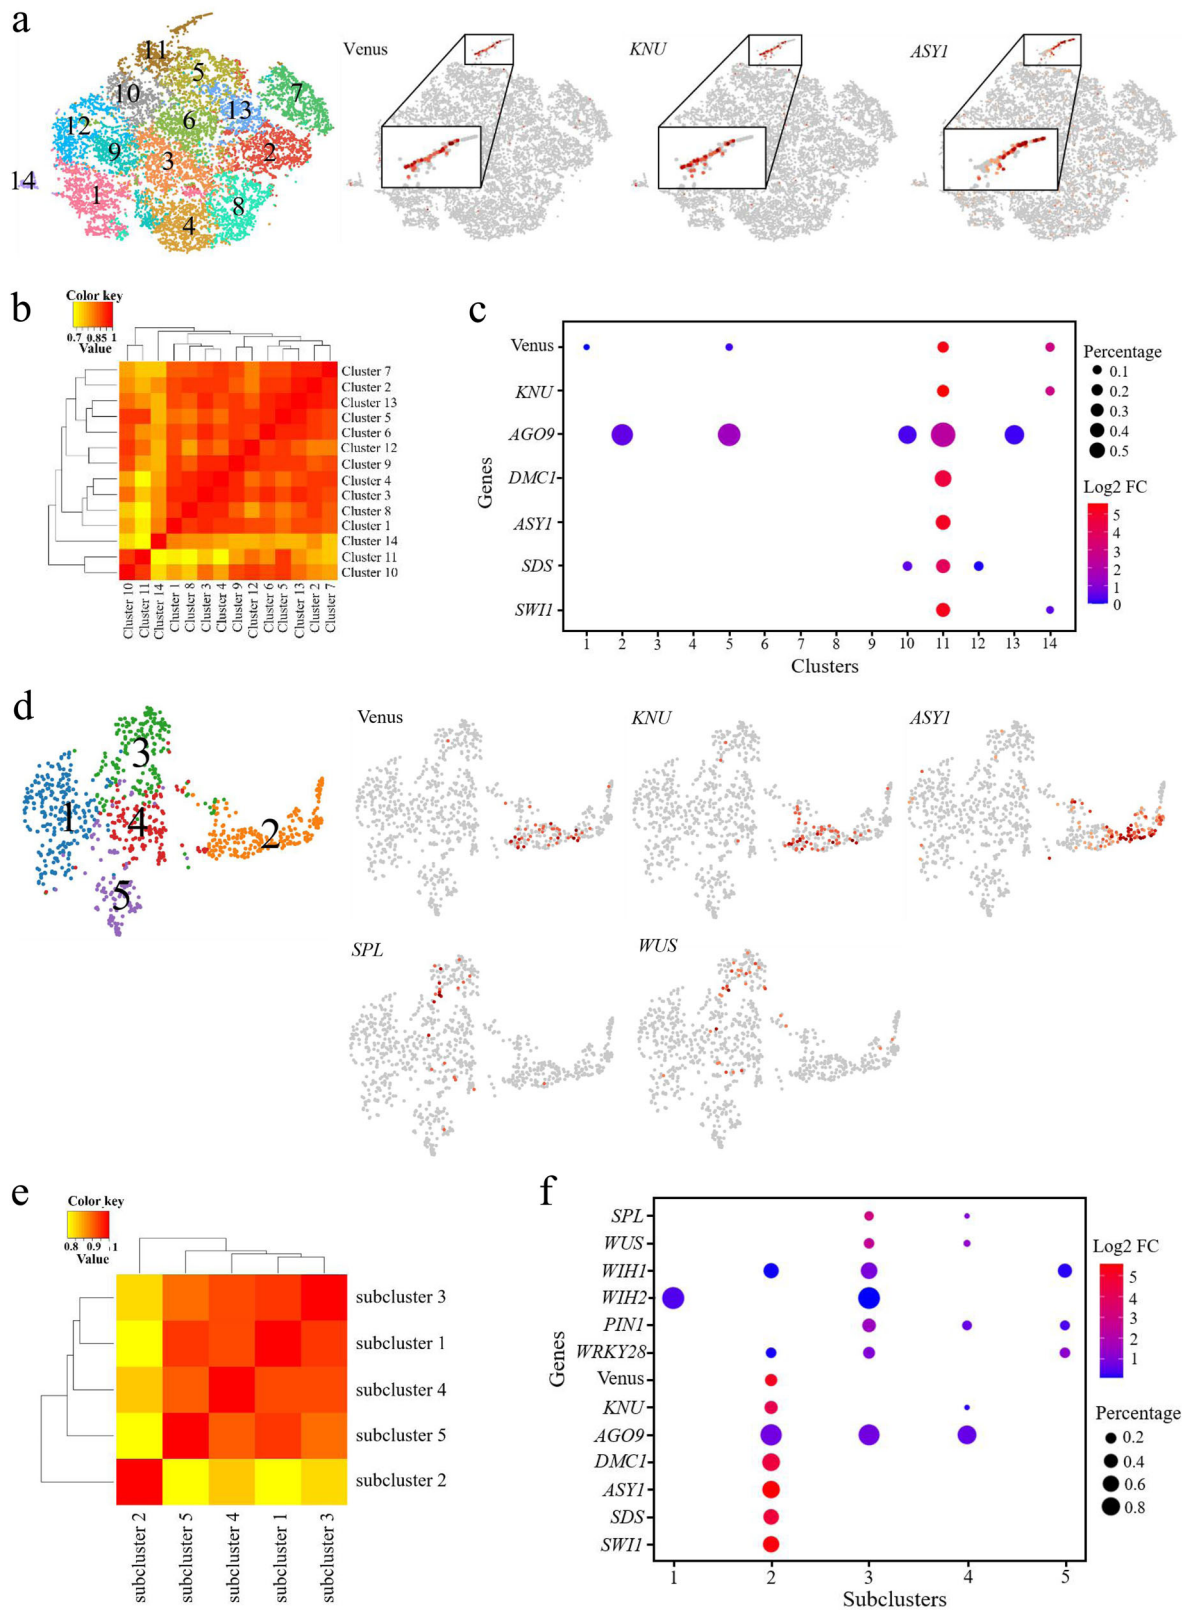 a
11
5
7
10
13
12
6
9
3
2
14
1
8
4
Venus
KNU
ASY1
b
Color key
0.7 0.85 1
Value
Cluster 7
Cluster 2
Cluster 13
Cluster 5
Cluster 6
Cluster 12
Cluster 9
Cluster 4
Cluster 3
Cluster 8
Cluster 1
Cluster 14
Cluster 11
Cluster 10
Cluster 10
Cluster 11
Cluster 14
Cluster 1
Cluster 8
Cluster 3
Cluster 4
Cluster 9
Cluster 12
Cluster 6
Cluster 5
Cluster 13
Cluster 2
Cluster 7
c
Genes
Venus
KNU
AGO9
DMC1
ASY1
SDS
SWI1
1 2 3 4 5 6 7 8 9 10 11 12 13 14
Clusters
Percentage
0.1
0.2
0.3
0.4
0.5
Log2 FC
5
4
3
2
1
0
d
3
1
4
2
5
Venus
KNU
ASY1
SPL
WUS
e
Color key
0.8 0.9 1
Value
subcluster 3
subcluster 1
subcluster 4
subcluster 5
subcluster 2
subcluster 2
subcluster 5
subcluster 4
subcluster 1
subcluster 3
f
Genes
SPL
WUS
WIH1
WIH2
PIN1
WRKY28
Venus
KNU
AGO9
DMC1
ASY1
SDS
SWI1
1 2 3 4 5
Subclusters
Log2 FC
5
4
3
2
1
Percentage
0.2
0.4
0.6
0.8